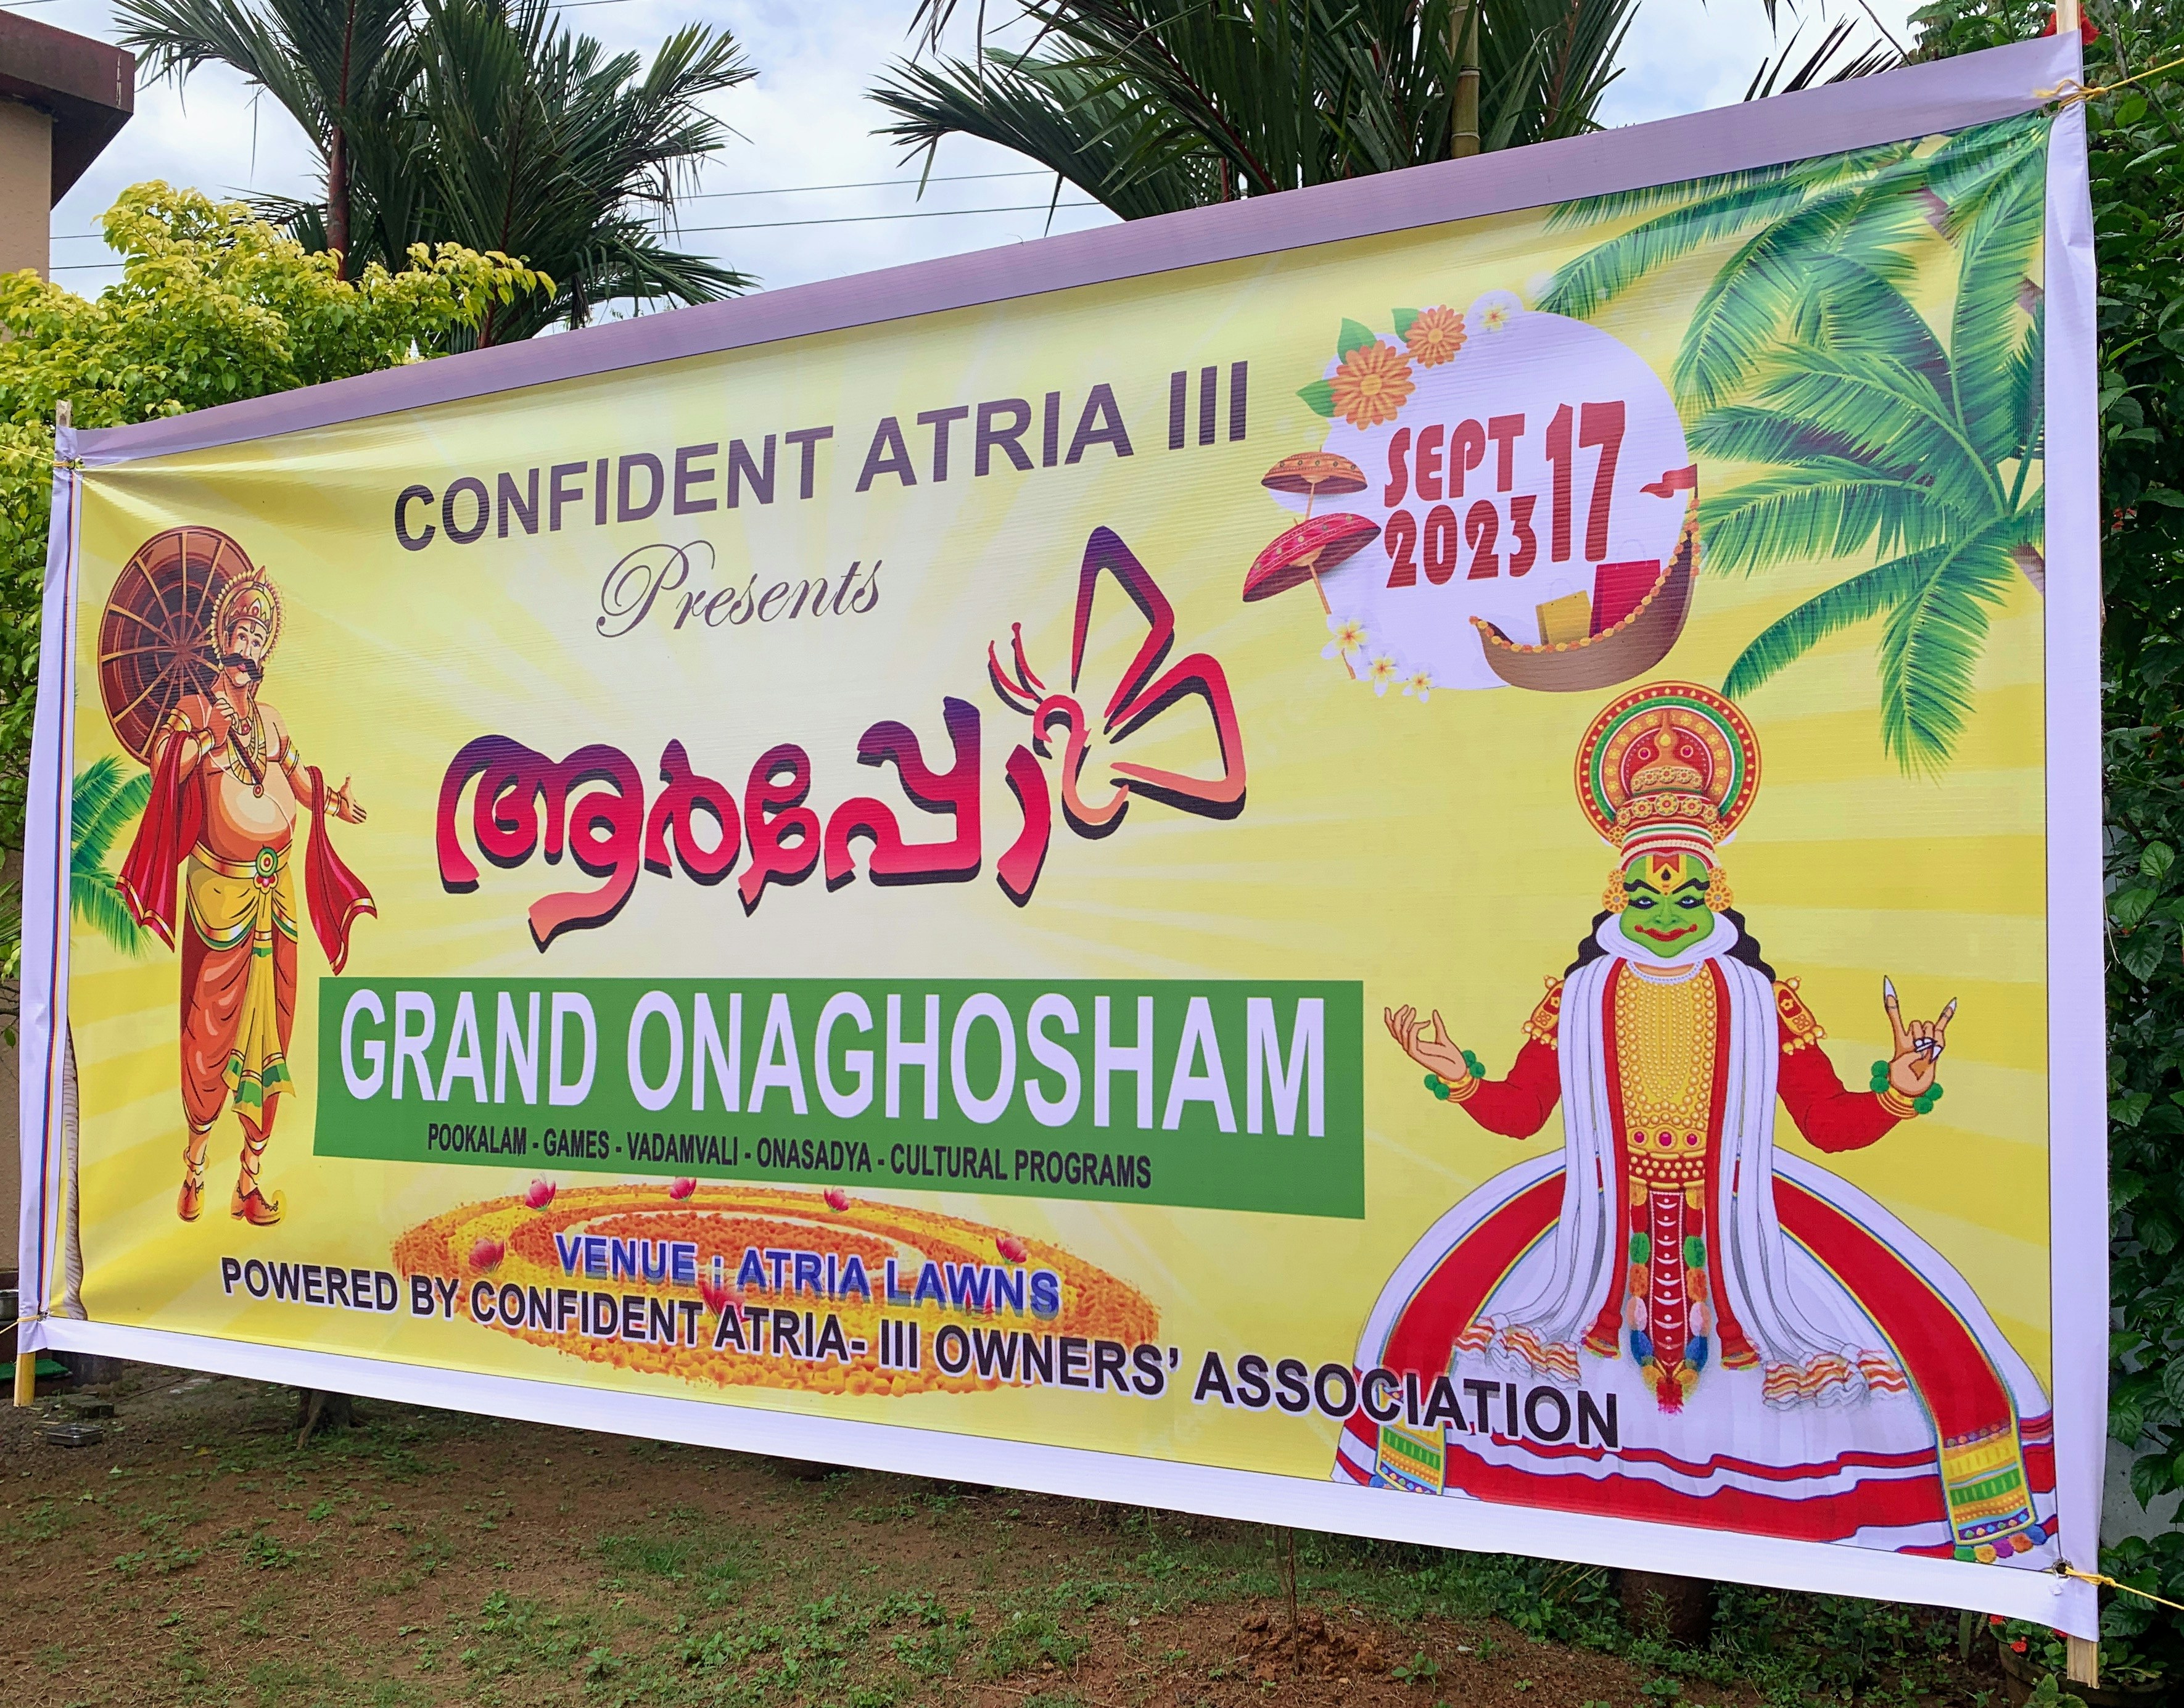 CONFIDENT ATRIA III
Presents
SEPT 17
2023
ആർപ്പോ
GRAND ONAGHOSHAM
POOKALAM - GAMES - VADAMVALI - ONASADYA - CULTURAL PROGRAMS
VENUE : ATRIA LAWNS
POWERED BY CONFIDENT ATRIA- III OWNERS’ ASSOCIATION